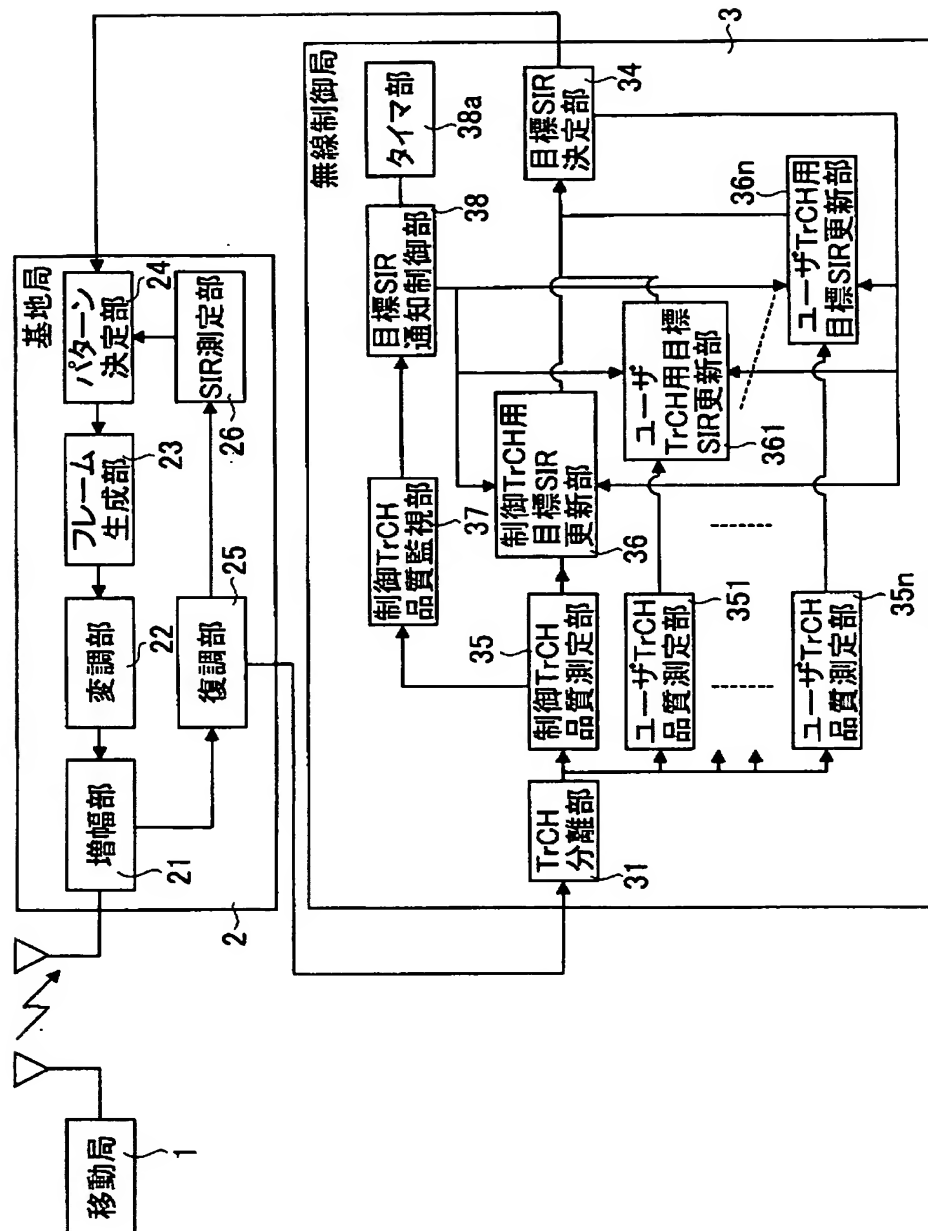 移動局
1
基地局
2
増幅部
21
変調部
22
フレーム
生成部
23
パターン
決定部
24
復調部
25
SIR測定部
26
無線制御局
3
TrCH
分離部
31
制御TrCH
品質測定部
35
ユーザTrCH
品質測定部
351
ユーザTrCH
品質測定部
35n
制御TrCH
品質監視部
37
制御TrCH用
目標SIR
更新部
36
ユーザ
TrCH用目標
SIR更新部
361
ユーザTrCH用
目標SIR更新部
36n
目標SIR
通知制御部
38
タイマ部
38a
目標SIR
決定部
34